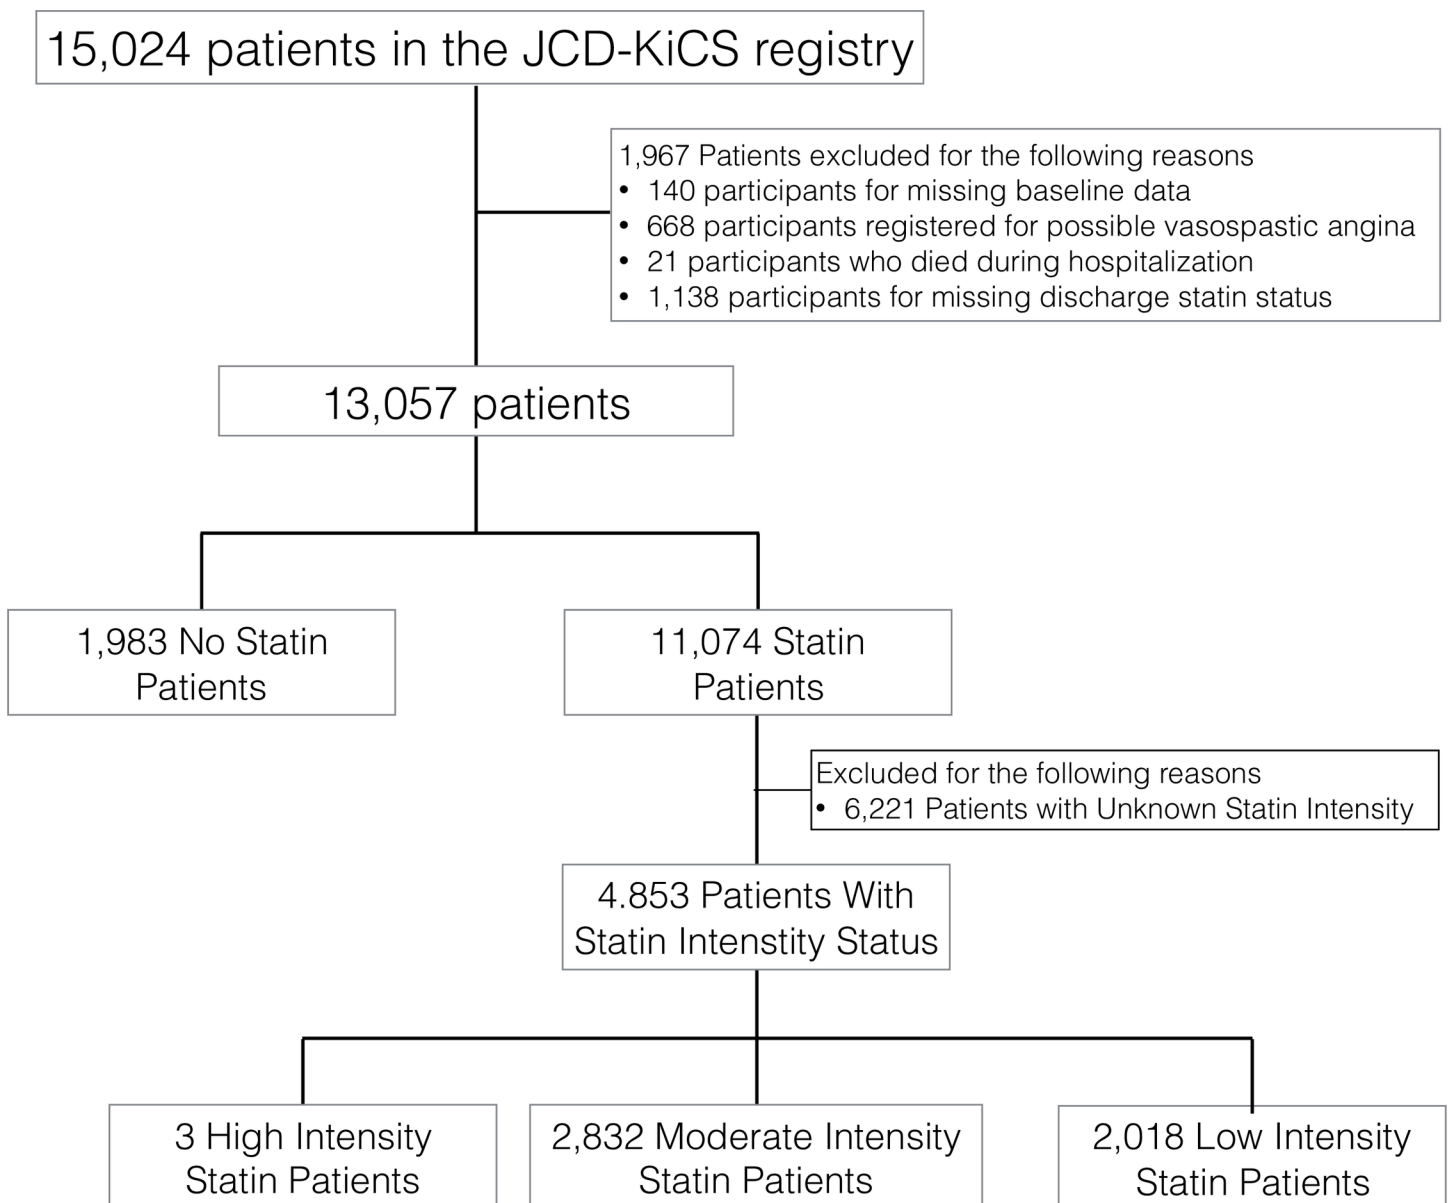 15,024 patients in the JCD-KiCS registry
1,967 Patients excluded for the following reasons
• 140 participants for missing baseline data
• 668 participants registered for possible vasospastic angina
• 21 participants who died during hospitalization
• 1,138 participants for missing discharge statin status
13,057 patients
1,983 No Statin
Patients
11,074 Statin
Patients
Excluded for the following reasons
• 6,221 Patients with Unknown Statin Intensity
4.853 Patients With
Statin Intenstity Status
3 High Intensity
Statin Patients
2,832 Moderate Intensity
Statin Patients
2,018 Low Intensity
Statin Patients